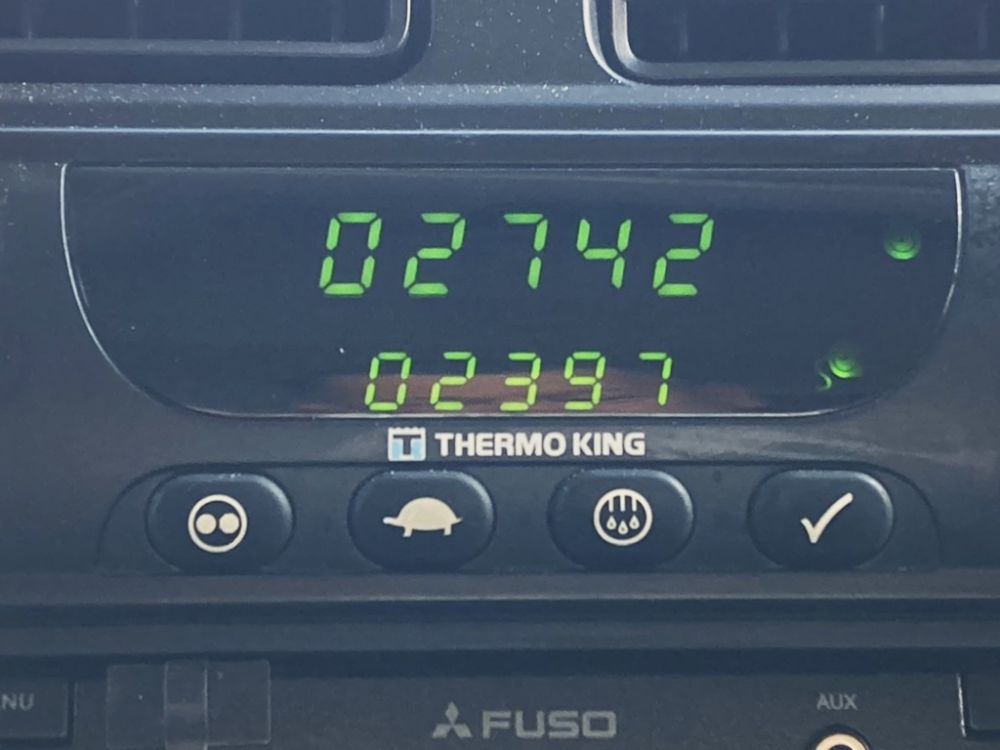 02742
02397
THERMO KING
NU
FUSO
AUX